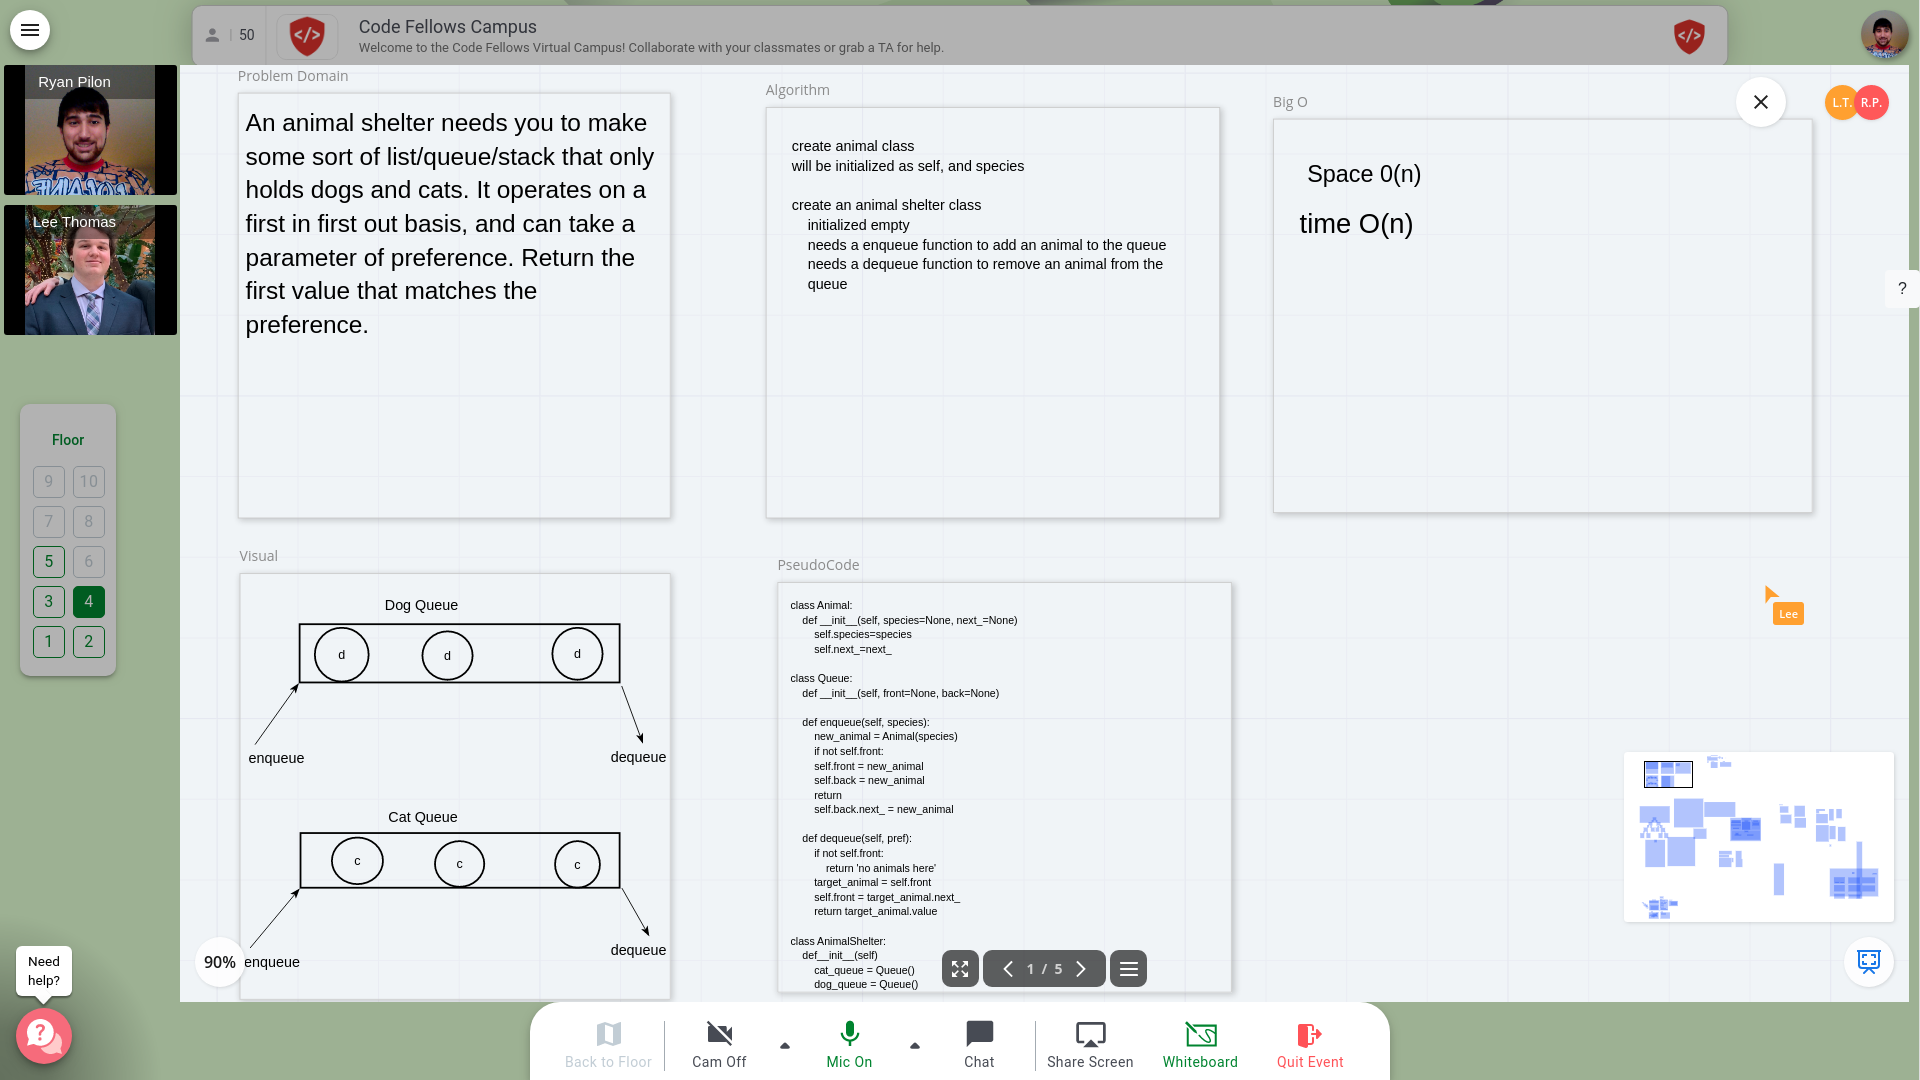 50
</>
Code Fellows Campus
Welcome to the Code Fellows Virtual Campus! Collaborate with your classmates or grab a TA for help.
</>
Ryan Pilon
Lee Thomas
Floor
9 10
7 8
5 6
3 4
1 2
Need
help?
?
Problem Domain
An animal shelter needs you to make
some sort of list/queue/stack that only
holds dogs and cats. It operates on a
first in first out basis, and can take a
parameter of preference. Return the
first value that matches the
preference.
Algorithm
create animal class
will be initialized as self, and species
create an animal shelter class
initialized empty
needs a enqueue function to add an animal to the queue
needs a dequeue function to remove an animal from the
queue
Big O
Space 0(n)
time O(n)
L.T. R.P.
?
Visual
Dog Queue
d d d
enqueue
dequeue
Cat Queue
c c c
enqueue
dequeue
90%
PseudoCode
class Animal:
def __init__(self, species=None, next_=None)
self.species=species
self.next_=next_
class Queue:
def __init__(self, front=None, back=None)
def enqueue(self, species):
new_animal = Animal(species)
if not self.front:
self.front = new_animal
self.back = new_animal
return
self.back.next_ = new_animal
def dequeue(self, pref):
if not self.front:
return 'no animals here'
target_animal = self.front
self.front = target_animal.next_
return target_animal.value
class AnimalShelter:
def__init__(self)
cat_queue = Queue()
dog_queue = Queue()
1 / 5
Lee
Back to Floor
Cam Off
Mic On
Chat
Share Screen
Whiteboard
Quit Event